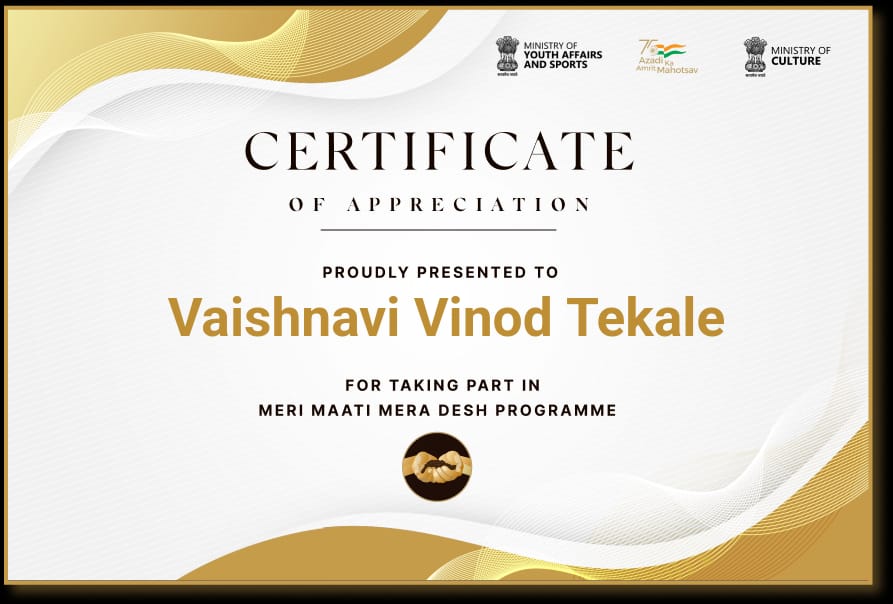 MINISTRY OF
YOUTH AFFAIRS
AND SPORTS
75
Azadi Ka
Amrit Mahotsav
MINISTRY OF
CULTURE
CERTIFICATE
OF APPRECIATION
PROUDLY PRESENTED TO
Vaishnavi Vinod Tekale
FOR TAKING PART IN
MERI MAATI MERA DESH PROGRAMME